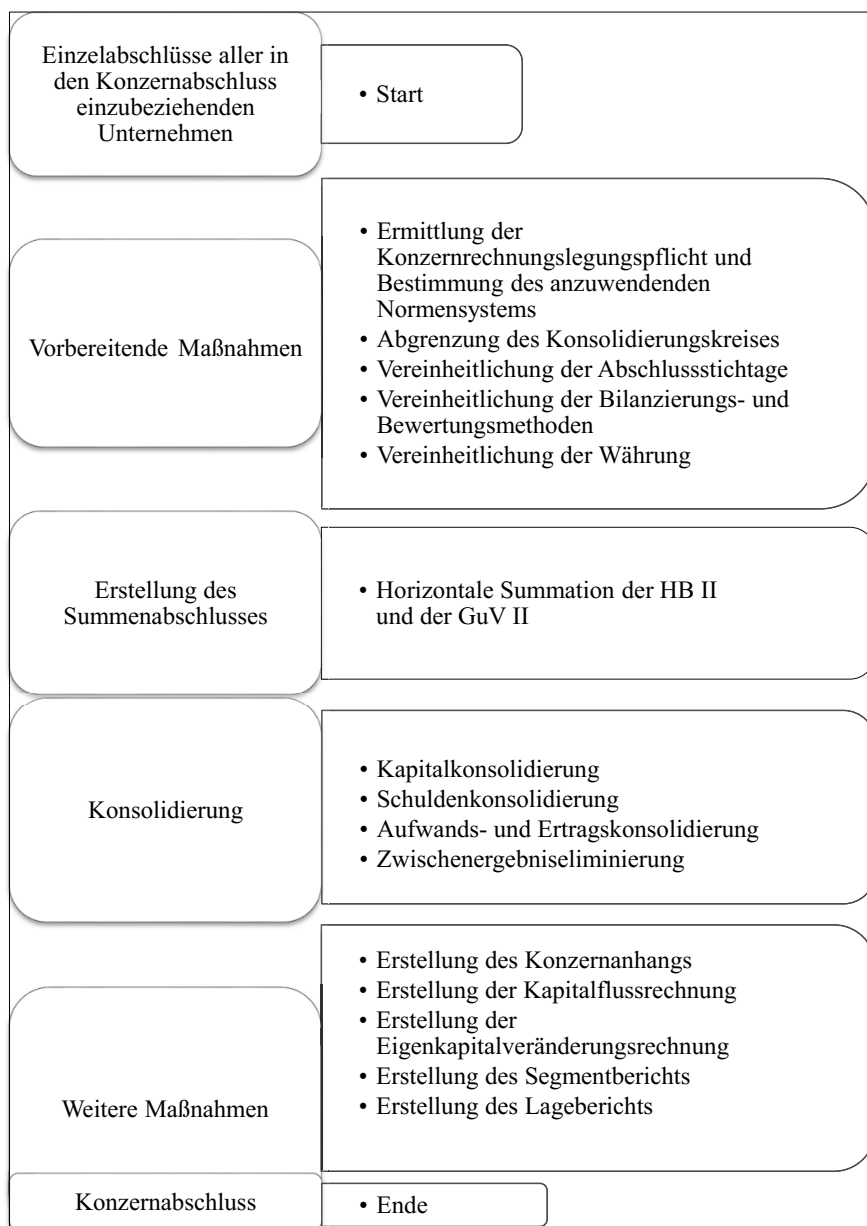 Einzelabschlüsse aller in
den Konzernabschluss
einzubeziehenden
Unternehmen
• Start
Vorbereitende Maßnahmen
• Ermittlung der
Konzernrechnungslegungspflicht und
Bestimmung des anzuwendenden
Normensystems
• Abgrenzung des Konsolidierungskreises
• Vereinheitlichung der Abschlussstichtage
• Vereinheitlichung der Bilanzierungs- und
Bewertungsmethoden
• Vereinheitlichung der Währung
Erstellung des
Summenabschlusses
• Horizontale Summation der HB II
und der GuV II
Konsolidierung
• Kapitalkonsolidierung
• Schuldenkonsolidierung
• Aufwands- und Ertragskonsolidierung
• Zwischenergebniseliminierung
Weitere Maßnahmen
• Erstellung des Konzernanhangs
• Erstellung der Kapitalflussrechnung
• Erstellung der
Eigenkapitalveränderungsrechnung
• Erstellung des Segmentberichts
• Erstellung des Lageberichts
Konzernabschluss
• Ende